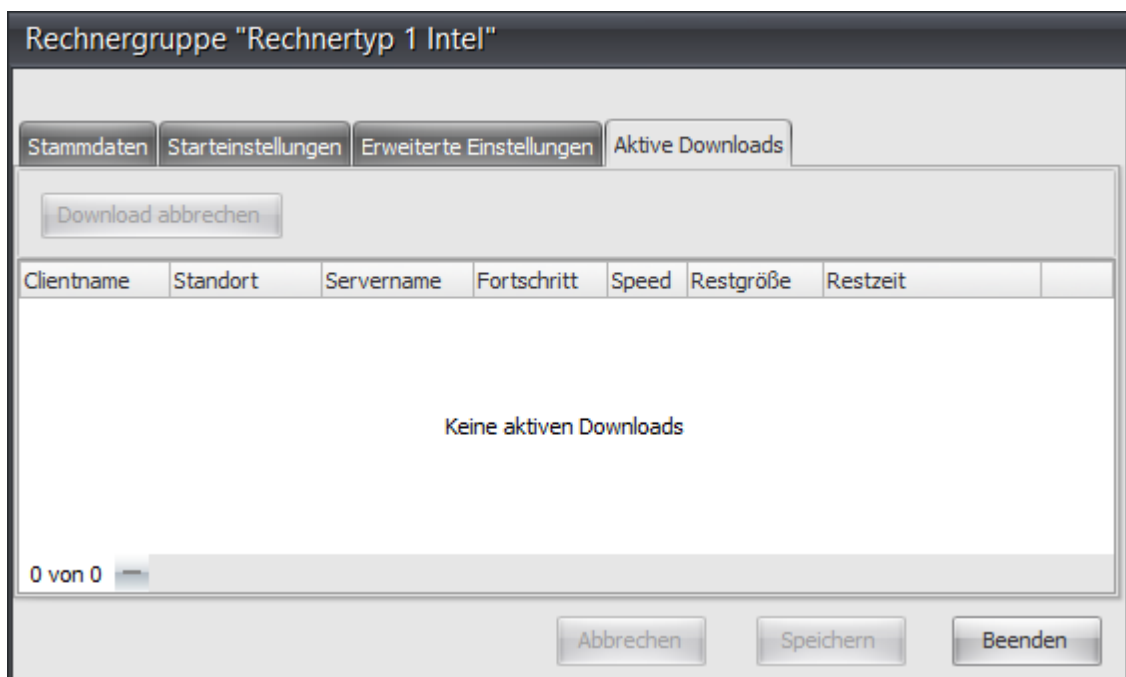 Rechnergruppe "Rechnertyp 1 Intel"
Stammdaten Starteinstellungen Erweiterte Einstellungen Aktive Downloads
Download abbrechen
Clientname Standort Servername Fortschritt Speed Restgröße Restzeit
Keine aktiven Downloads
0 von 0
Abbrechen Speichern Beenden